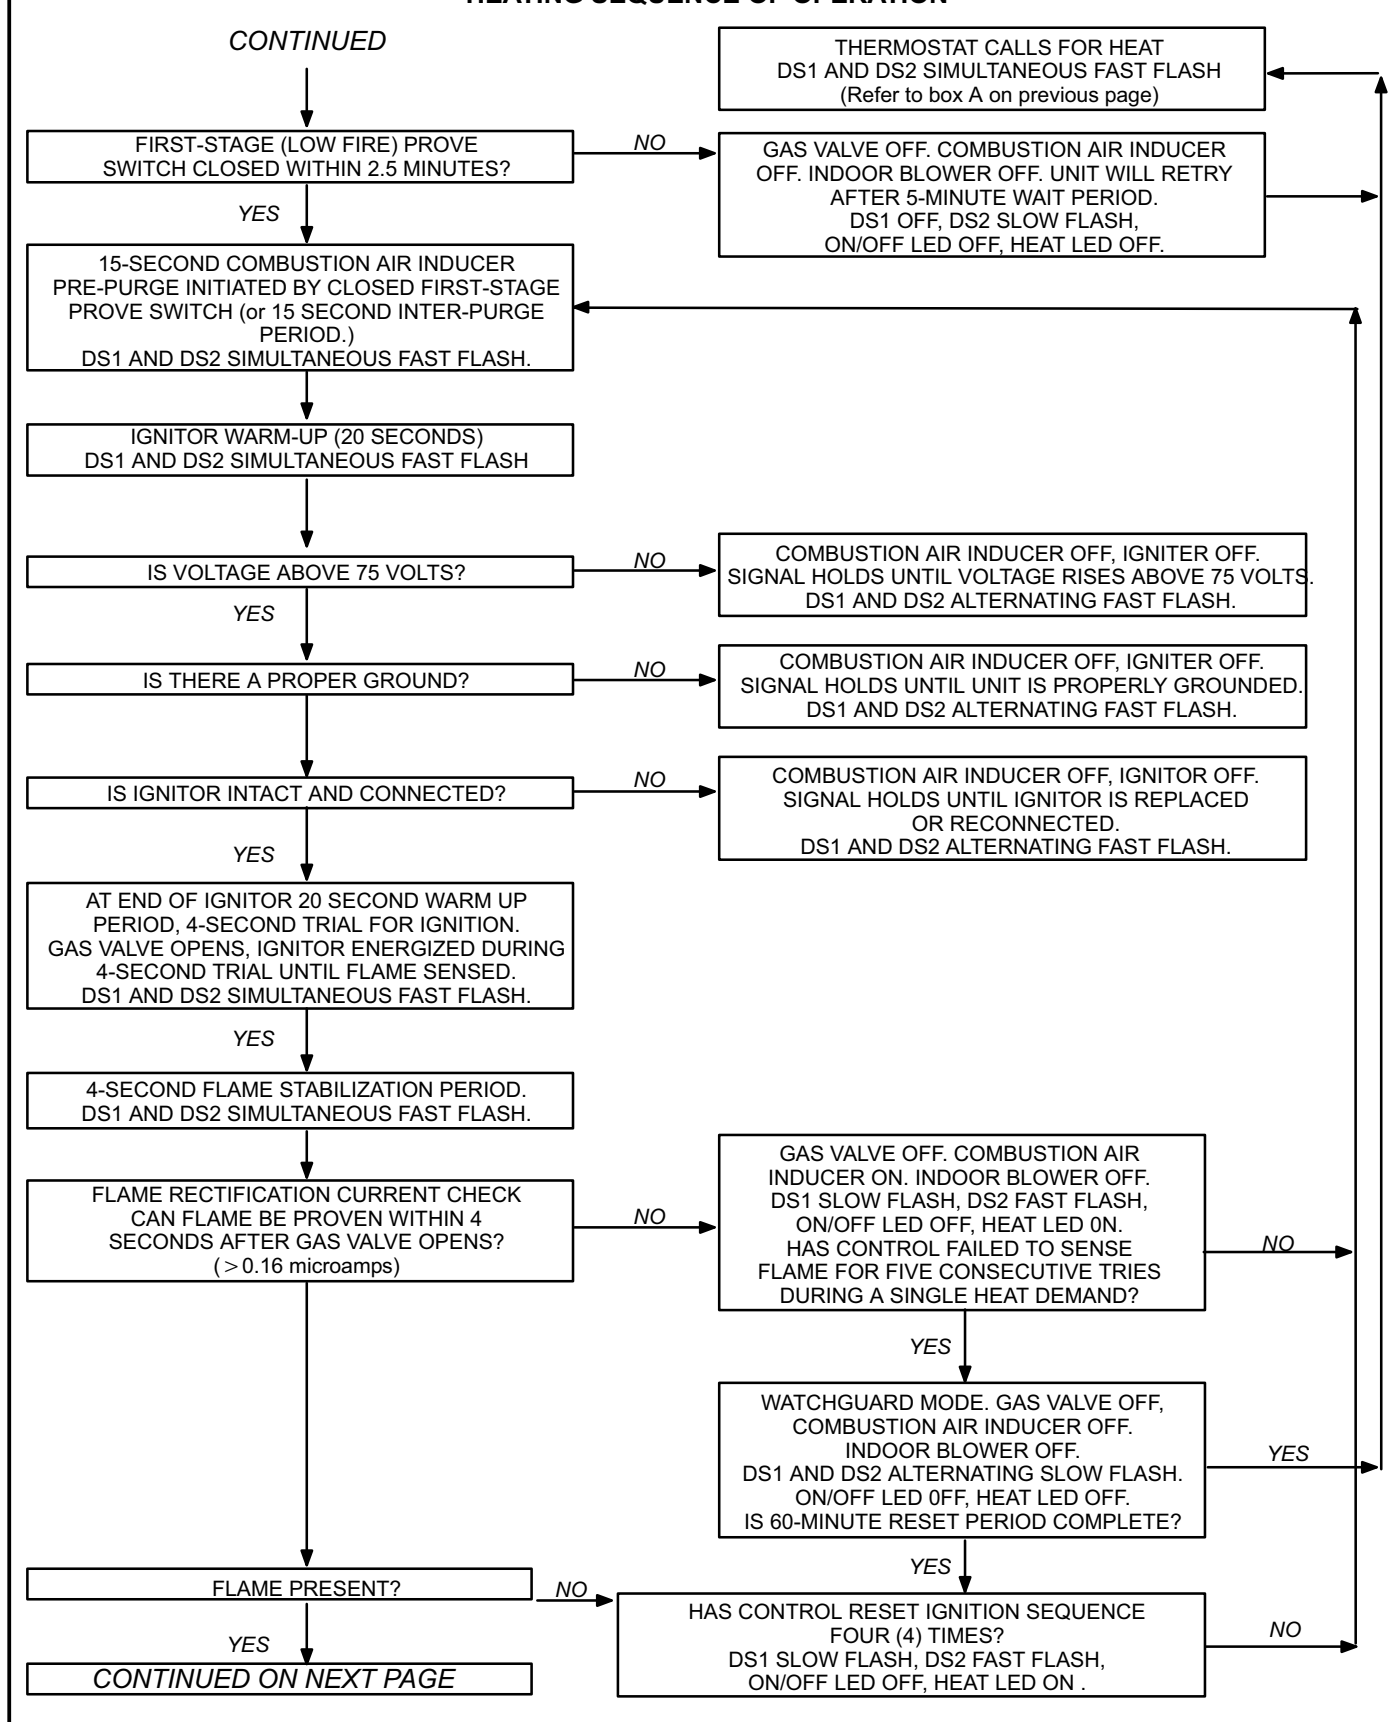 CONTINUED
THERMOSTAT CALLS FOR HEAT
DS1 AND DS2 SIMULTANEOUS FAST FLASH
(Refer to box A on previous page)
FIRST-STAGE (LOW FIRE) PROVE
SWITCH CLOSED WITHIN 2.5 MINUTES?
NO
GAS VALVE OFF. COMBUSTION AIR INDUCER
OFF. INDOOR BLOWER OFF. UNIT WILL RETRY
AFTER 5-MINUTE WAIT PERIOD.
DS1 OFF, DS2 SLOW FLASH,
ON/OFF LED OFF, HEAT LED OFF.
YES
15-SECOND COMBUSTION AIR INDUCER
PRE-PURGE INITIATED BY CLOSED FIRST-STAGE
PROVE SWITCH (or 15 SECOND INTER-PURGE
PERIOD.)
DS1 AND DS2 SIMULTANEOUS FAST FLASH.
IGNITOR WARM-UP (20 SECONDS)
DS1 AND DS2 SIMULTANEOUS FAST FLASH
IS VOLTAGE ABOVE 75 VOLTS?
NO
COMBUSTION AIR INDUCER OFF, IGNITER OFF.
SIGNAL HOLDS UNTIL VOLTAGE RISES ABOVE 75 VOLTS.
DS1 AND DS2 ALTERNATING FAST FLASH.
YES
IS THERE A PROPER GROUND?
NO
COMBUSTION AIR INDUCER OFF, IGNITER OFF.
SIGNAL HOLDS UNTIL UNIT IS PROPERLY GROUNDED.
DS1 AND DS2 ALTERNATING FAST FLASH.
IS IGNITOR INTACT AND CONNECTED?
NO
COMBUSTION AIR INDUCER OFF, IGNITOR OFF.
SIGNAL HOLDS UNTIL IGNITOR IS REPLACED
OR RECONNECTED.
DS1 AND DS2 ALTERNATING FAST FLASH.
YES
AT END OF IGNITOR 20 SECOND WARM UP
PERIOD, 4-SECOND TRIAL FOR IGNITION.
GAS VALVE OPENS, IGNITOR ENERGIZED DURING
4-SECOND TRIAL UNTIL FLAME SENSED.
DS1 AND DS2 SIMULTANEOUS FAST FLASH.
YES
4-SECOND FLAME STABILIZATION PERIOD.
DS1 AND DS2 SIMULTANEOUS FAST FLASH.
FLAME RECTIFICATION CURRENT CHECK
CAN FLAME BE PROVEN WITHIN 4
SECONDS AFTER GAS VALVE OPENS?
(>0.16 microamps)
NO
GAS VALVE OFF. COMBUSTION AIR
INDUCER ON. INDOOR BLOWER OFF.
DS1 SLOW FLASH, DS2 FAST FLASH,
ON/OFF LED OFF, HEAT LED 0N.
HAS CONTROL FAILED TO SENSE
FLAME FOR FIVE CONSECUTIVE TRIES
DURING A SINGLE HEAT DEMAND?
NO
YES
WATCHGUARD MODE. GAS VALVE OFF,
COMBUSTION AIR INDUCER OFF.
INDOOR BLOWER OFF.
DS1 AND DS2 ALTERNATING SLOW FLASH.
ON/OFF LED 0FF, HEAT LED OFF.
IS 60-MINUTE RESET PERIOD COMPLETE?
YES
YES
FLAME PRESENT?
NO
HAS CONTROL RESET IGNITION SEQUENCE
FOUR (4) TIMES?
DS1 SLOW FLASH, DS2 FAST FLASH,
ON/OFF LED OFF, HEAT LED ON .
NO
YES
CONTINUED ON NEXT PAGE